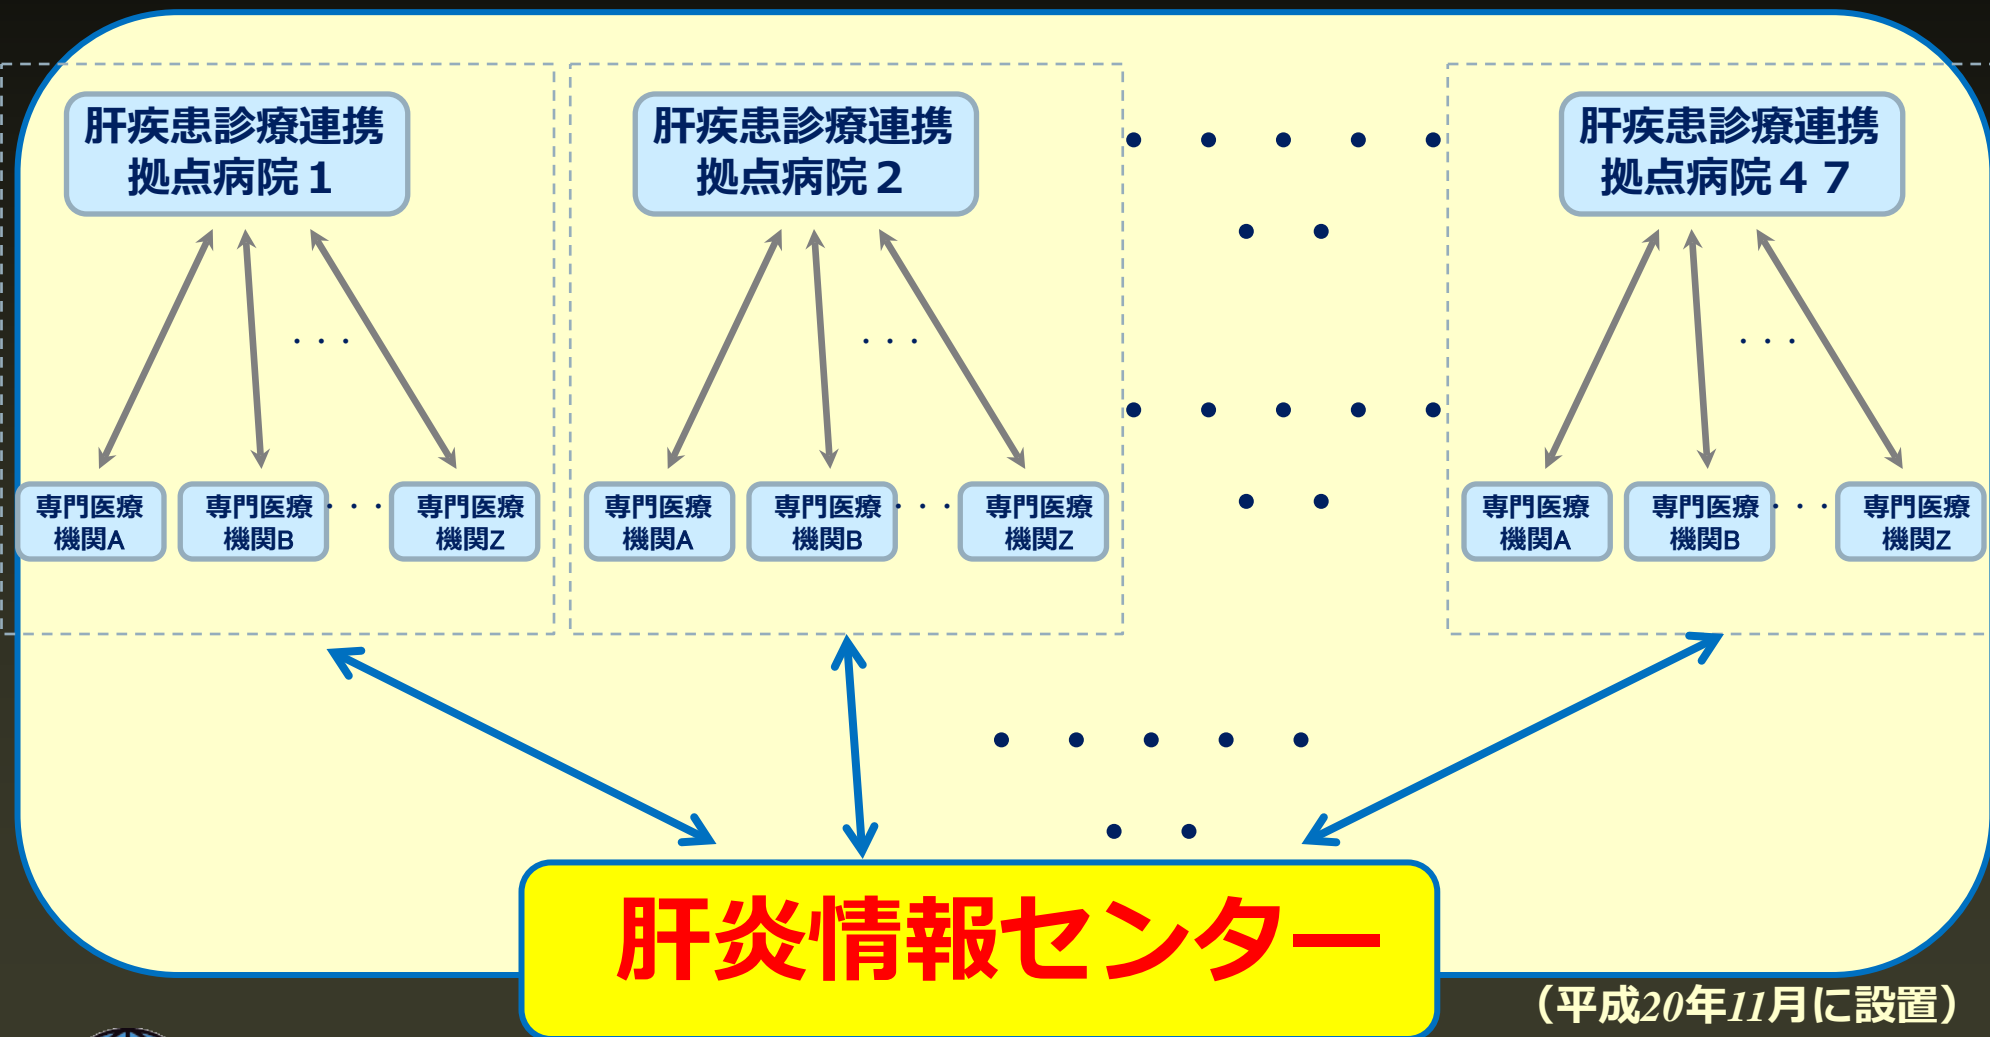 肝疾患診療連携
拠点病院１
肝疾患診療連携
拠点病院２
・・・・・
・・
肝疾患診療連携
拠点病院４７
・・・
・・・
・・・
・・・・・
・・
専門医療
機関A
専門医療
機関B
・・・
専門医療
機関Z
専門医療
機関A
専門医療
機関B
・・・
専門医療
機関Z
専門医療
機関A
専門医療
機関B
・・・
専門医療
機関Z
・・・・・
・・
肝炎情報センター
（平成20年11月に設置）